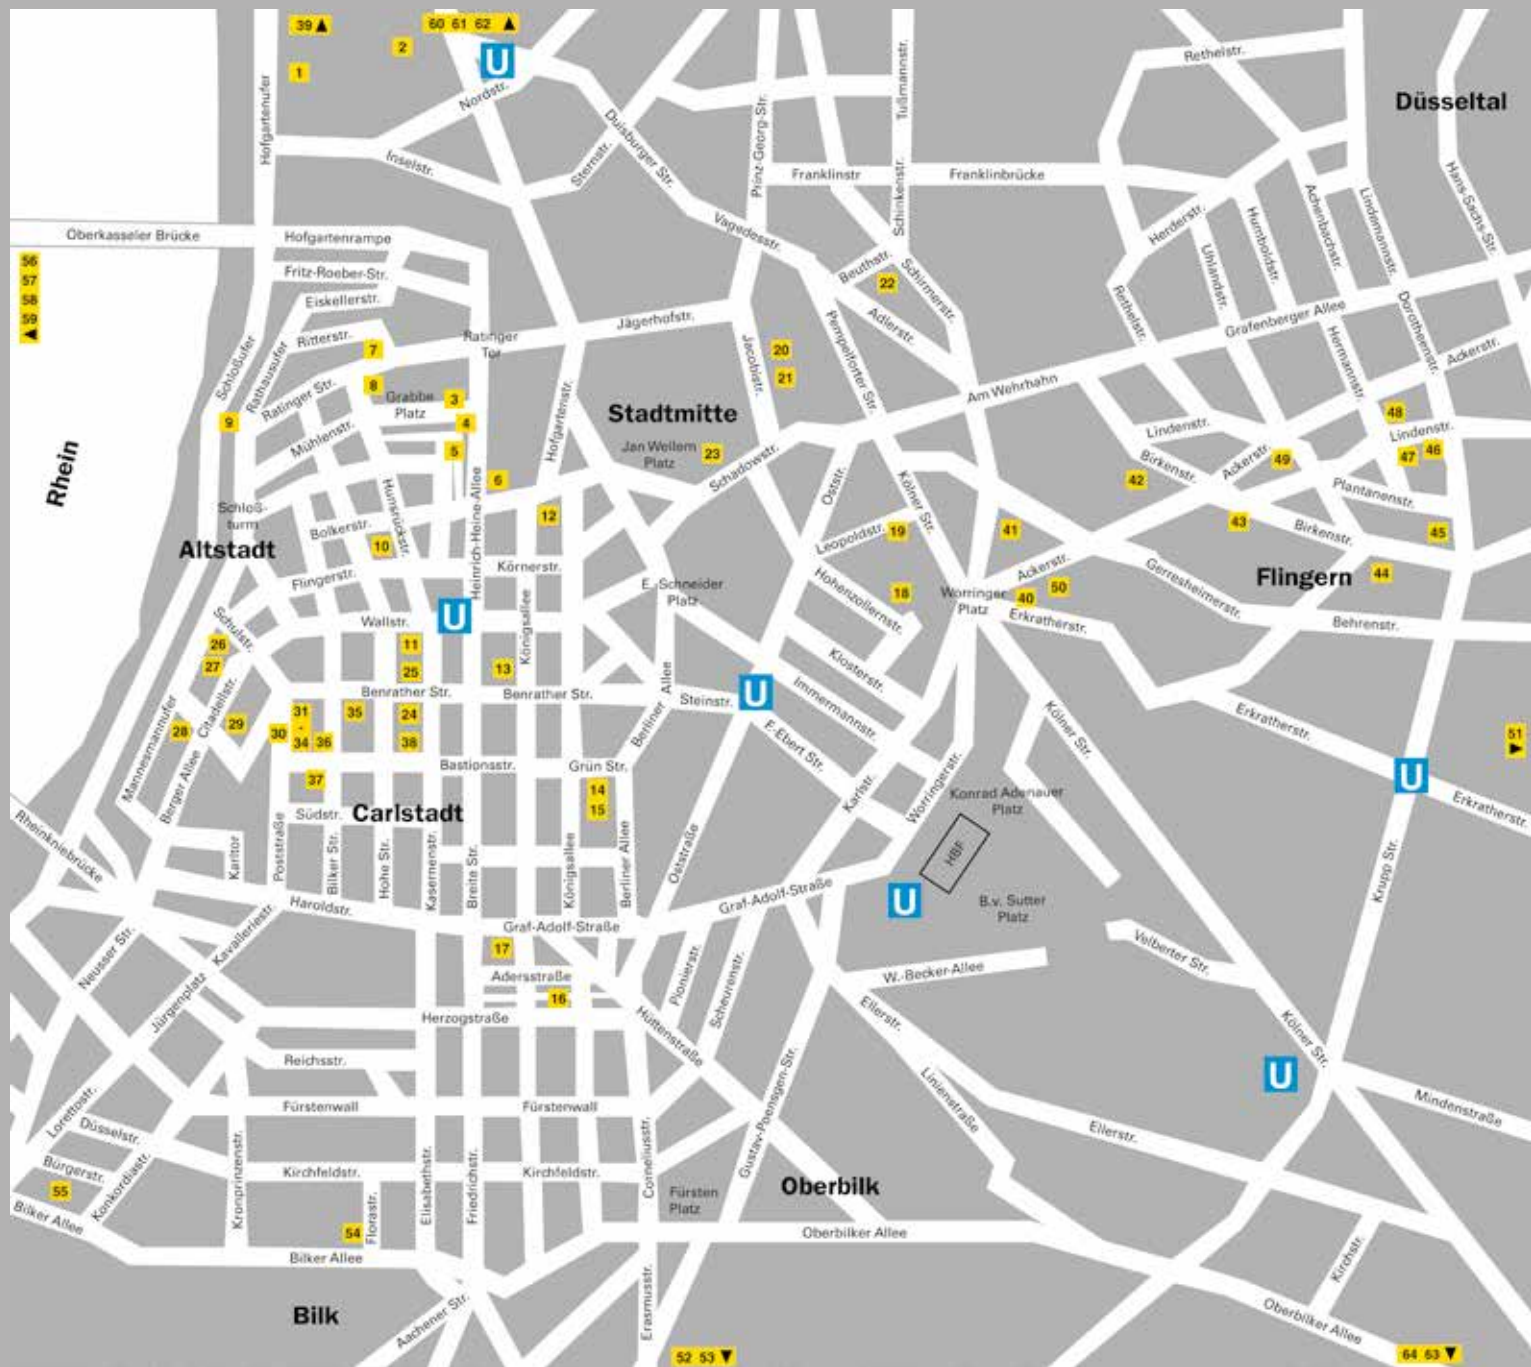 39
60 61 62
2
1
U
Nordstr.
Hofgartenufer
Inselstr.
Sternstr.
Duisburger Str.
Prinz-Georg-Str.
Tußmannstr.
Rethelstr.
Düsseltal
Franklinstr
Franklinbrücke
Schinkenstr.
Vagedesstr.
Herderstr.
Humboldtstr.
Achenbachstr.
Lindemannstr.
Hans-Sachs-Str.
Oberkasseler Brücke
Hofgartenrampe
56
57
58
59
Fritz-Roeber-Str.
Eiskellerstr.
Beuthstr.
22
Schirmerstr.
Adlerstr.
Uhlandstr.
Rethelstr.
Dorotheenstr.
Grafenberger Allee
Hermannstr.
Ackerstr.
Schloßufer
Rathausufer
Ritterstr.
7
Ratinger
Tor
Jägerhofstr.
Jacobistr.
20
21
Pempelforter Str.
Am Wehrhahn
Ratinger Str.
8
Grabbe
Platz
3
4
5
9
Mühlenstr.
Hofgartenstr.
Stadtmitte
Jan Wellem
Platz
23
Schadowstr.
Lindenstr.
48
Lindenstr.
46
47
49
Ackerstr.
Birkenstr.
42
Plantanenstr.
Rhein
Schloß-
turm
Altstadt
Bolkerstr.
Hunsrückstr.
10
Heinrich-Heine-Allee
6
12
Oststr.
Kölner Str.
Leopoldstr.
19
41
43
Birkenstr.
45
Flingerstr.
Körnerstr.
E.-Schneider
Platz
Hohenzollernstr.
18
Worringer
Platz
Ackerstr.
40
50
Erkratherstr.
Gerresheimerstr.
Flingern
44
Behrenstr.
Schulstr.
Wallstr.
U
Königsallee
26
27
11
25
13
Klosterstr.
Immermannstr.
Benrather Str.
Benrather Str.
Steinstr.
U
Berliner Allee
Mannesmannufer
Citadellstr.
28
29
30
31
-
34
36
35
24
38
F.-Ebert Str.
Kölner Str.
Erkratherstr.
51
Berger Allee
37
Bastionsstr.
Grün Str.
14
15
Karlstr.
Worringerstr.
Konrad Adenauer
Platz
U
Erkratherstr.
Südstr.
Carlstadt
Rheinkniebrücke
Karltor
Poststraße
Bilker Str.
Hohe Str.
Kasernenstr.
Breite Str.
Königsallee
Berliner Allee
Oststraße
HBF
Krupp Str.
Haroldstr.
Graf-Adolf-Straße
Graf-Adolf-Straße
U
B.v. Sutter
Platz
Neusser Str.
Kavalleriestr.
17
Adersstraße
16
Pionierstr.
Scheurenstr.
W.-Becker-Allee
Velberter Str.
Jürgenplatz
Herzogstraße
Hüttenstraße
Ellerstr.
Kölner Str.
Reichsstr.
U
Gustav-Poensgen-Str.
Linienstraße
Lorettostr.
Fürstenwall
Fürstenwall
Mindenstraße
Düsselstr.
Ellerstr.
Bürgerstr.
55
Konkordiastr.
Kronprinzenstr.
Kirchfeldstr.
Kirchfeldstr.
Elisabethstr.
Friedrichstr.
Corneliusstr.
Fürsten
Platz
Oberbilk
Bilker Allee
54
Florastr.
Bilker Allee
Oberbilker Allee
Kirchstr.
Bilk
Aachener Str.
Erasmusstr.
Oberbilker Allee
52 53
64 63